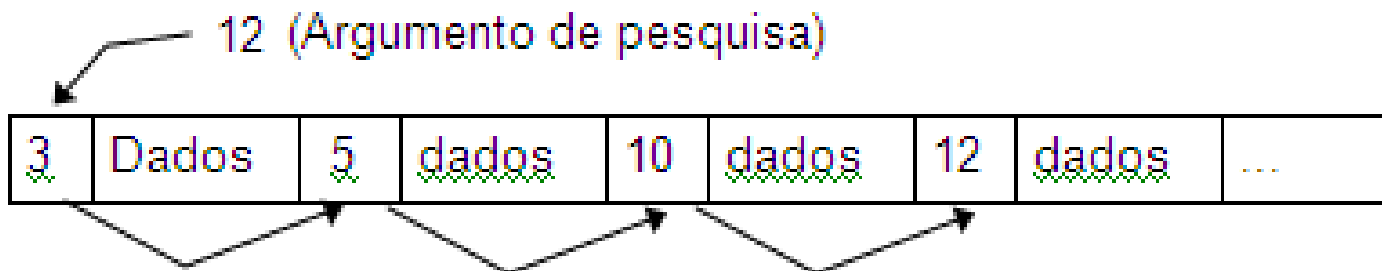 12 (Argumento de pesquisa)
3 Dados 5 dados 10 dados 12 dados ...